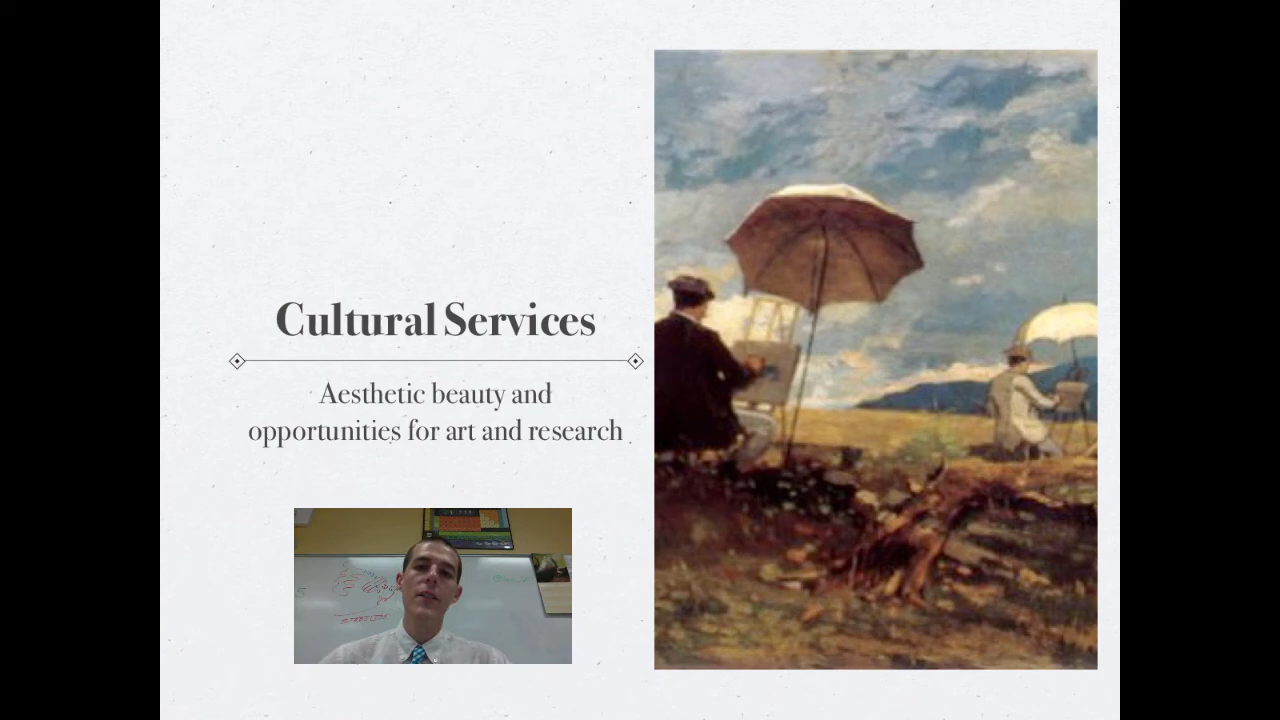 Cultural Services
Aesthetic beauty and
opportunities for art and research